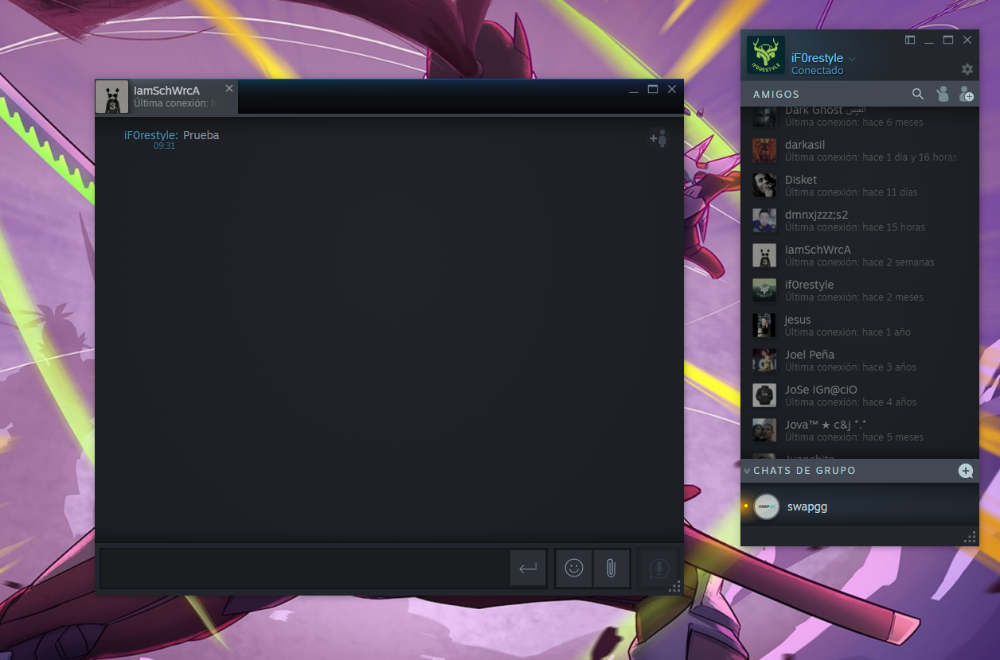 IamSchWrcA
Última conexión: h
iF0restyle: Prueba
09:31
iF0RESTYLE
iF0restyle
Conectado
AMIGOS
Dark Ghost
Última conexión: hace 6 meses
darkasil
Última conexión: hace 1 día y 16 horas
Disket
Última conexión: hace 11 días
dmnxjzzz;s2
Última conexión: hace 15 horas
IamSchWrcA
Última conexión: hace 2 semanas
if0restyle
Última conexión: hace 2 meses
jesus
Última conexión: hace 1 año
Joel Peña
Última conexión: hace 3 años
JoSe IGn@ciO
Última conexión: hace 4 años
Jova™ ★ c&j *.*
Última conexión: hace 5 meses
Juanchito
CHATS DE GRUPO
SWAPGG
swapgg